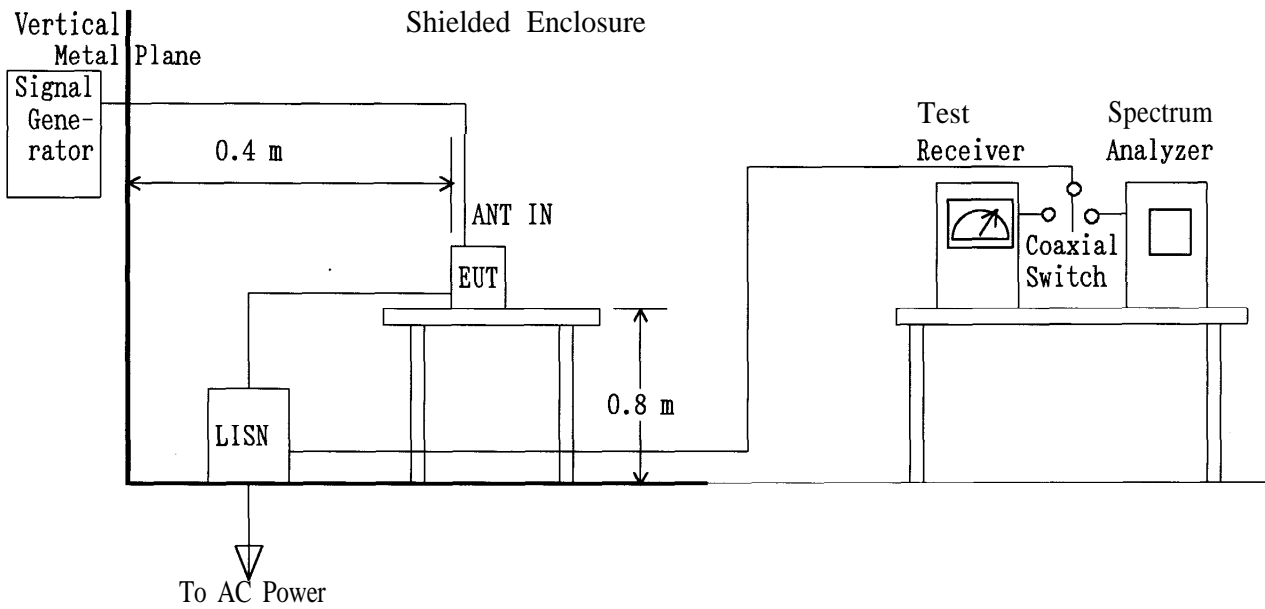 Shielded Enclosure
Vertical
Metal Plane
Signal
Gene-
rator
0.4 m
ANT IN
EUT
LISN
0.8 m
To AC Power
Test
Receiver
Spectrum
Analyzer
Coaxial
Switch